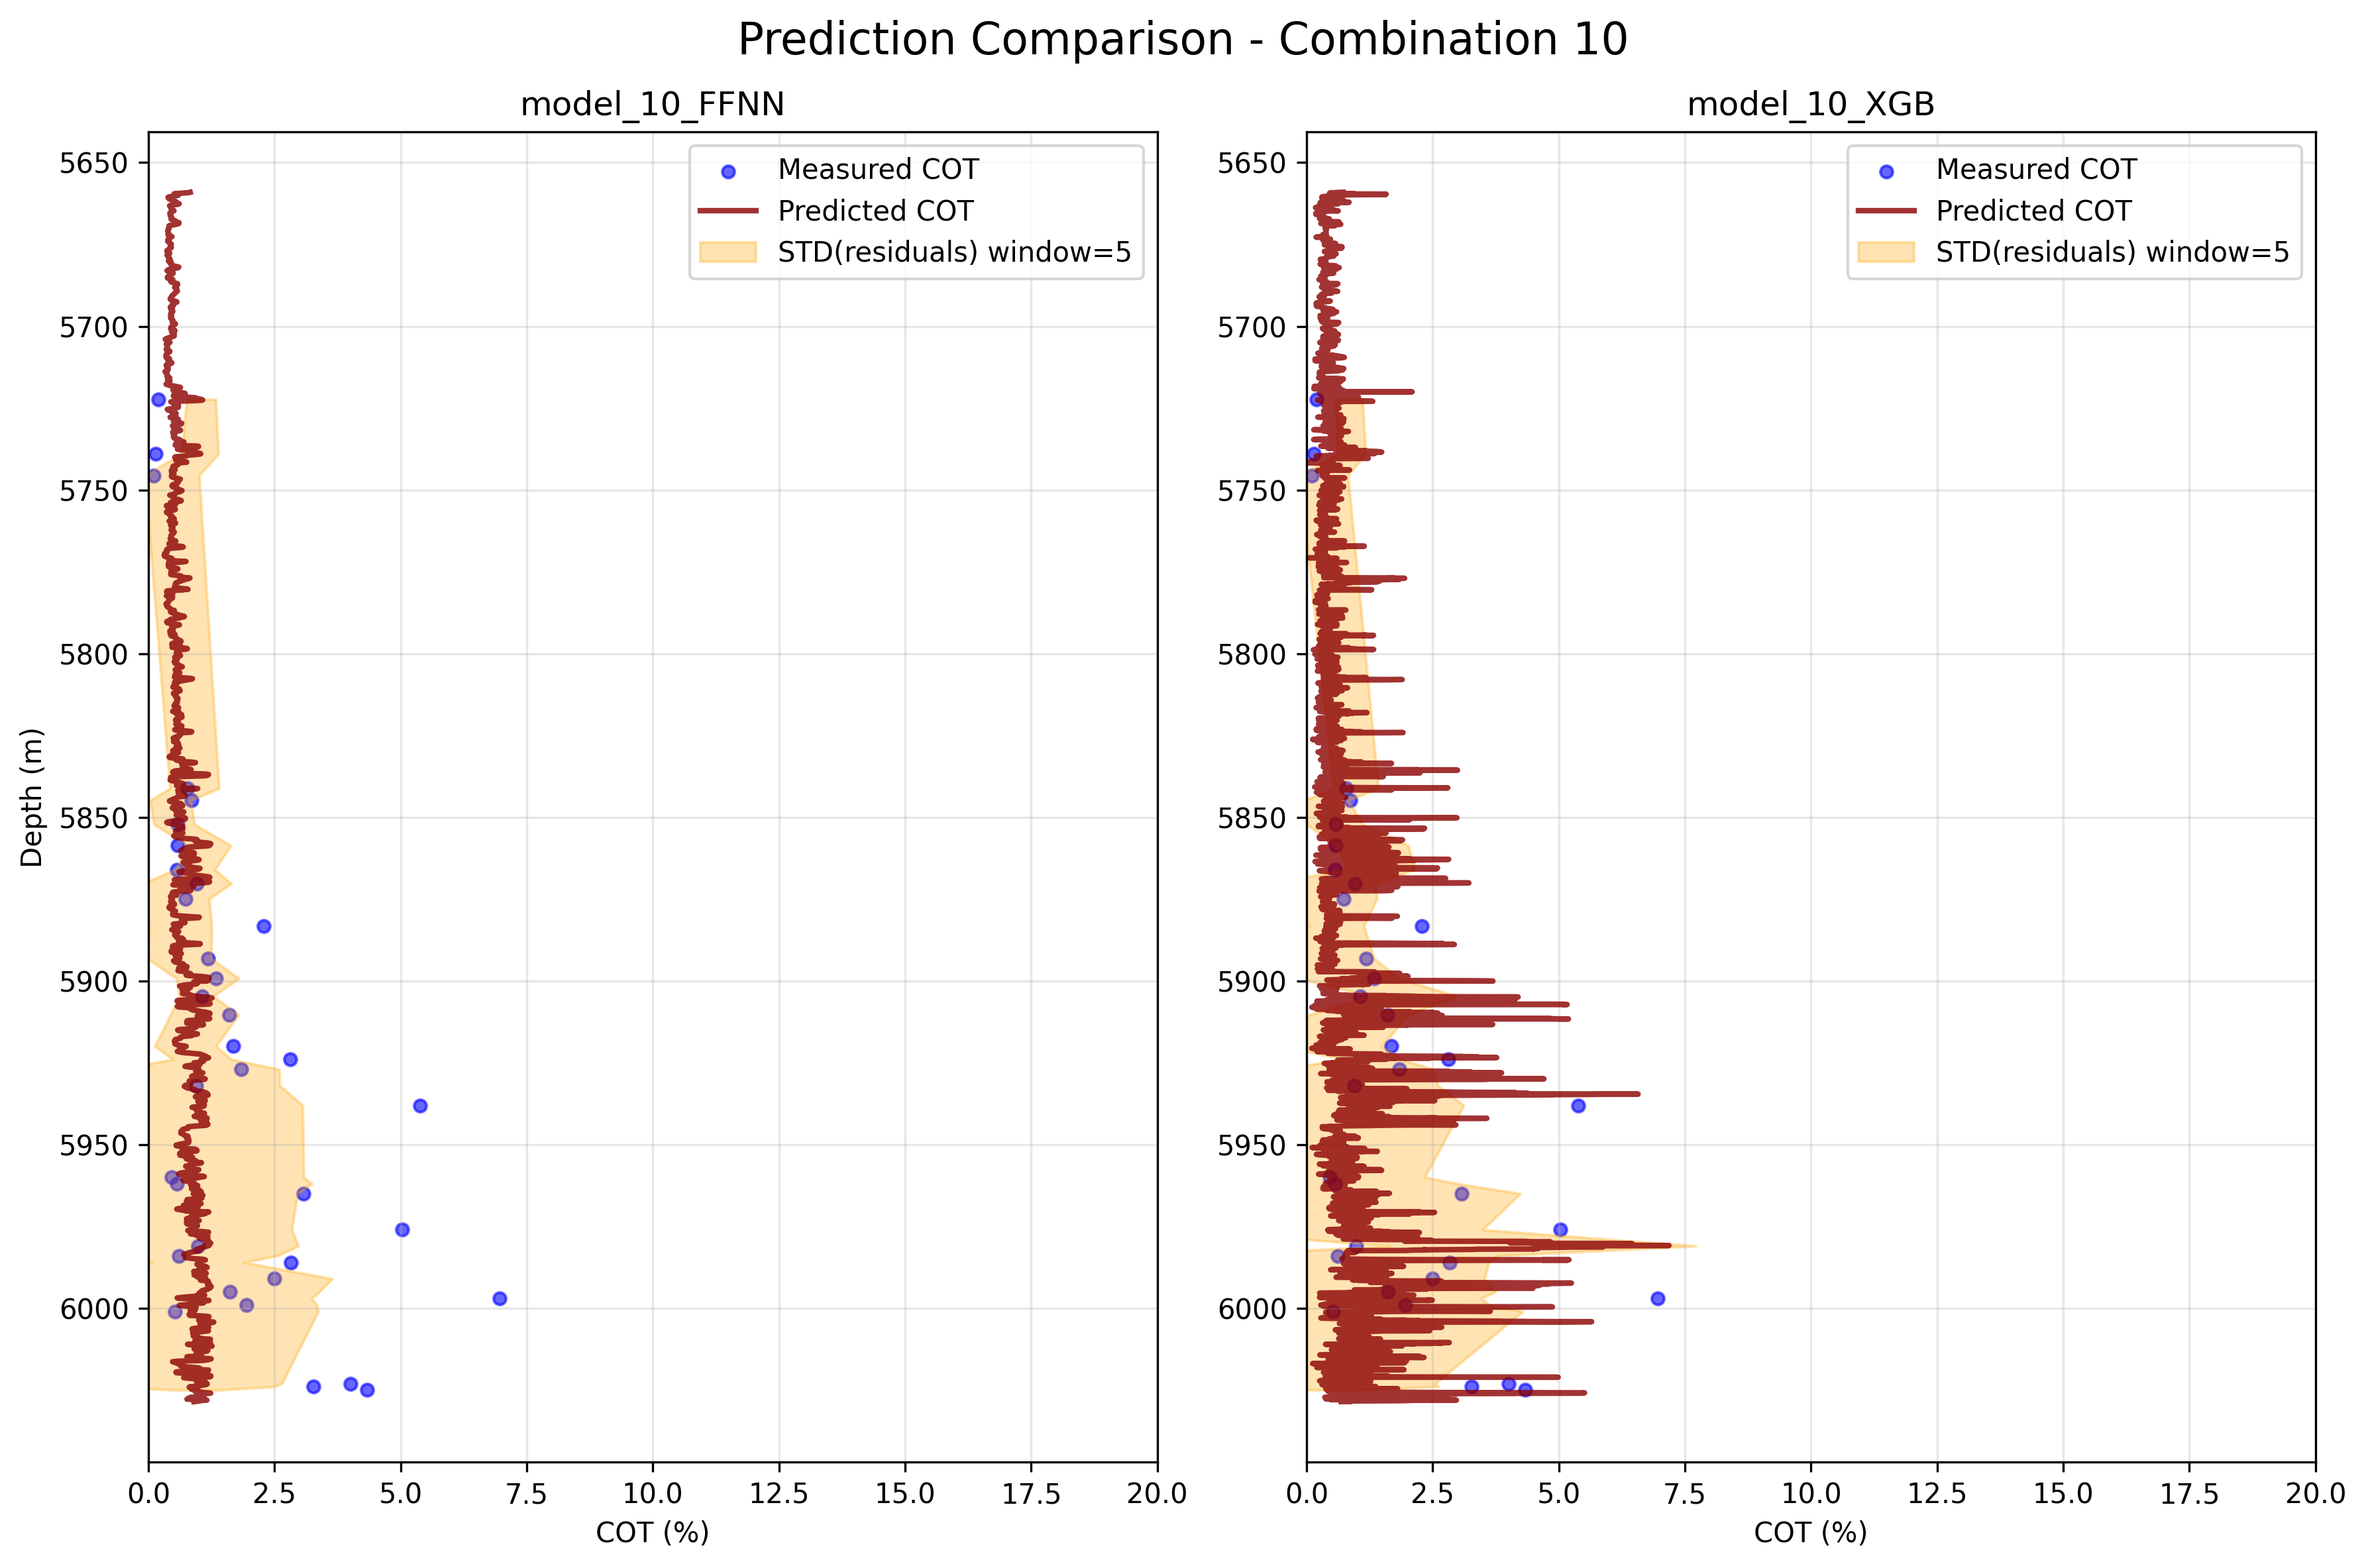 Prediction Comparison - Combination 10
model_10_FFNN
5650
5700
5750
5800
5850
5900
5950
6000
Depth (m)
Measured COT
Predicted COT
STD(residuals) window=5
0.0 2.5 5.0 7.5 10.0 12.5 15.0 17.5 20.0
COT (%)
model_10_XGB
5650
5700
5750
5800
5850
5900
5950
6000
Measured COT
Predicted COT
STD(residuals) window=5
0.0 2.5 5.0 7.5 10.0 12.5 15.0 17.5 20.0
COT (%)